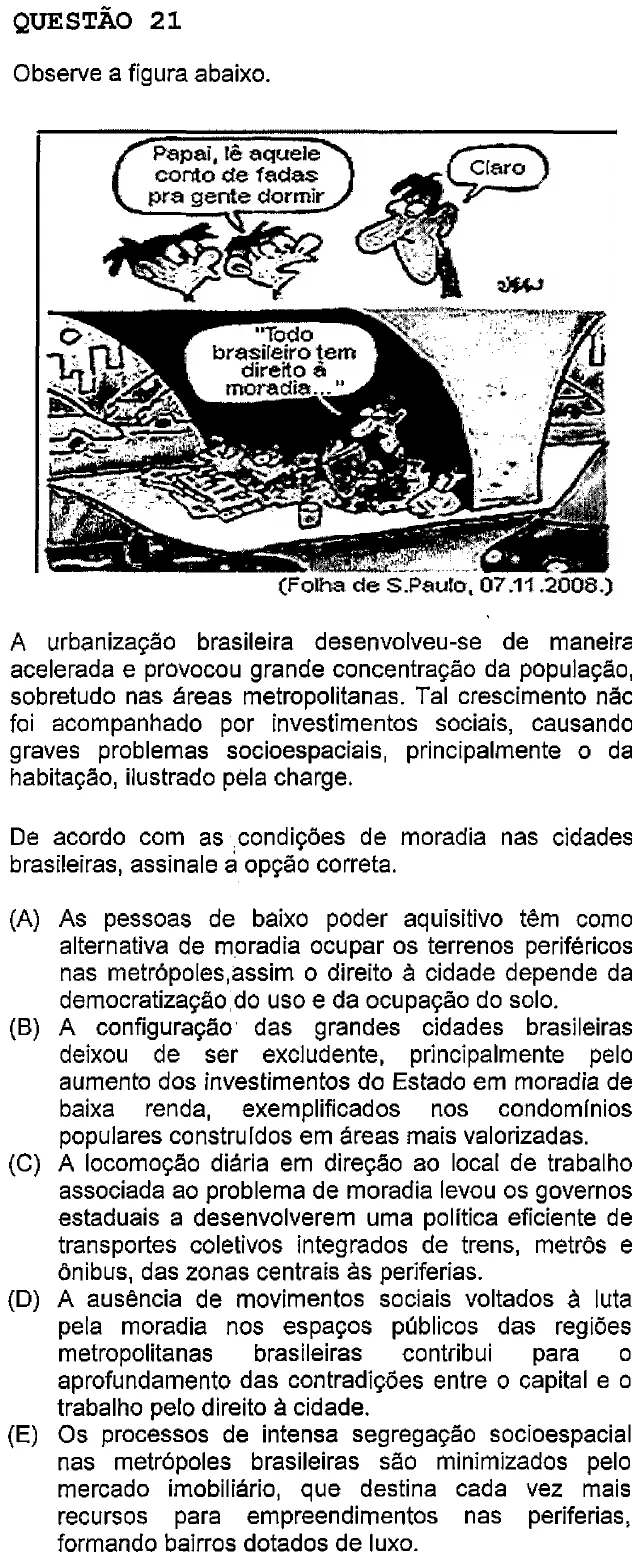 QUESTÃO 21
Observe a figura abaixo.
Papai, lê aquele
conto de fadas
pra gente dormir
Claro
"Todo
brasileiro tem
direito à
moradia..."
(Folha de S.Paulo, 07.11.2008.)
A urbanização brasileira desenvolveu-se de maneira
acelerada e provocou grande concentração da população,
sobretudo nas áreas metropolitanas. Tal crescimento não
foi acompanhado por investimentos sociais, causando
graves problemas socioespaciais, principalmente o da
habitação, ilustrado pela charge.
De acordo com as condições de moradia nas cidades
brasileiras, assinale a opção correta.
(A) As pessoas de baixo poder aquisitivo têm como
alternativa de moradia ocupar os terrenos periféricos
nas metrópoles,assim o direito à cidade depende da
democratização do uso e da ocupação do solo.
(B) A configuração das grandes cidades brasileiras
deixou de ser excludente, principalmente pelo
aumento dos investimentos do Estado em moradia de
baixa renda, exemplificados nos condomínios
populares construídos em áreas mais valorizadas.
(C) A locomoção diária em direção ao local de trabalho
associada ao problema de moradia levou os governos
estaduais a desenvolverem uma política eficiente de
transportes coletivos integrados de trens, metrôs e
ônibus, das zonas centrais às periferias.
(D) A ausência de movimentos sociais voltados à luta
pela moradia nos espaços públicos das regiões
metropolitanas brasileiras contribui para o
aprofundamento das contradições entre o capital e o
trabalho pelo direito à cidade.
(E) Os processos de intensa segregação socioespacial
nas metrópoles brasileiras são minimizados pelo
mercado imobiliário, que destina cada vez mais
recursos para empreendimentos nas periferias,
formando bairros dotados de luxo.